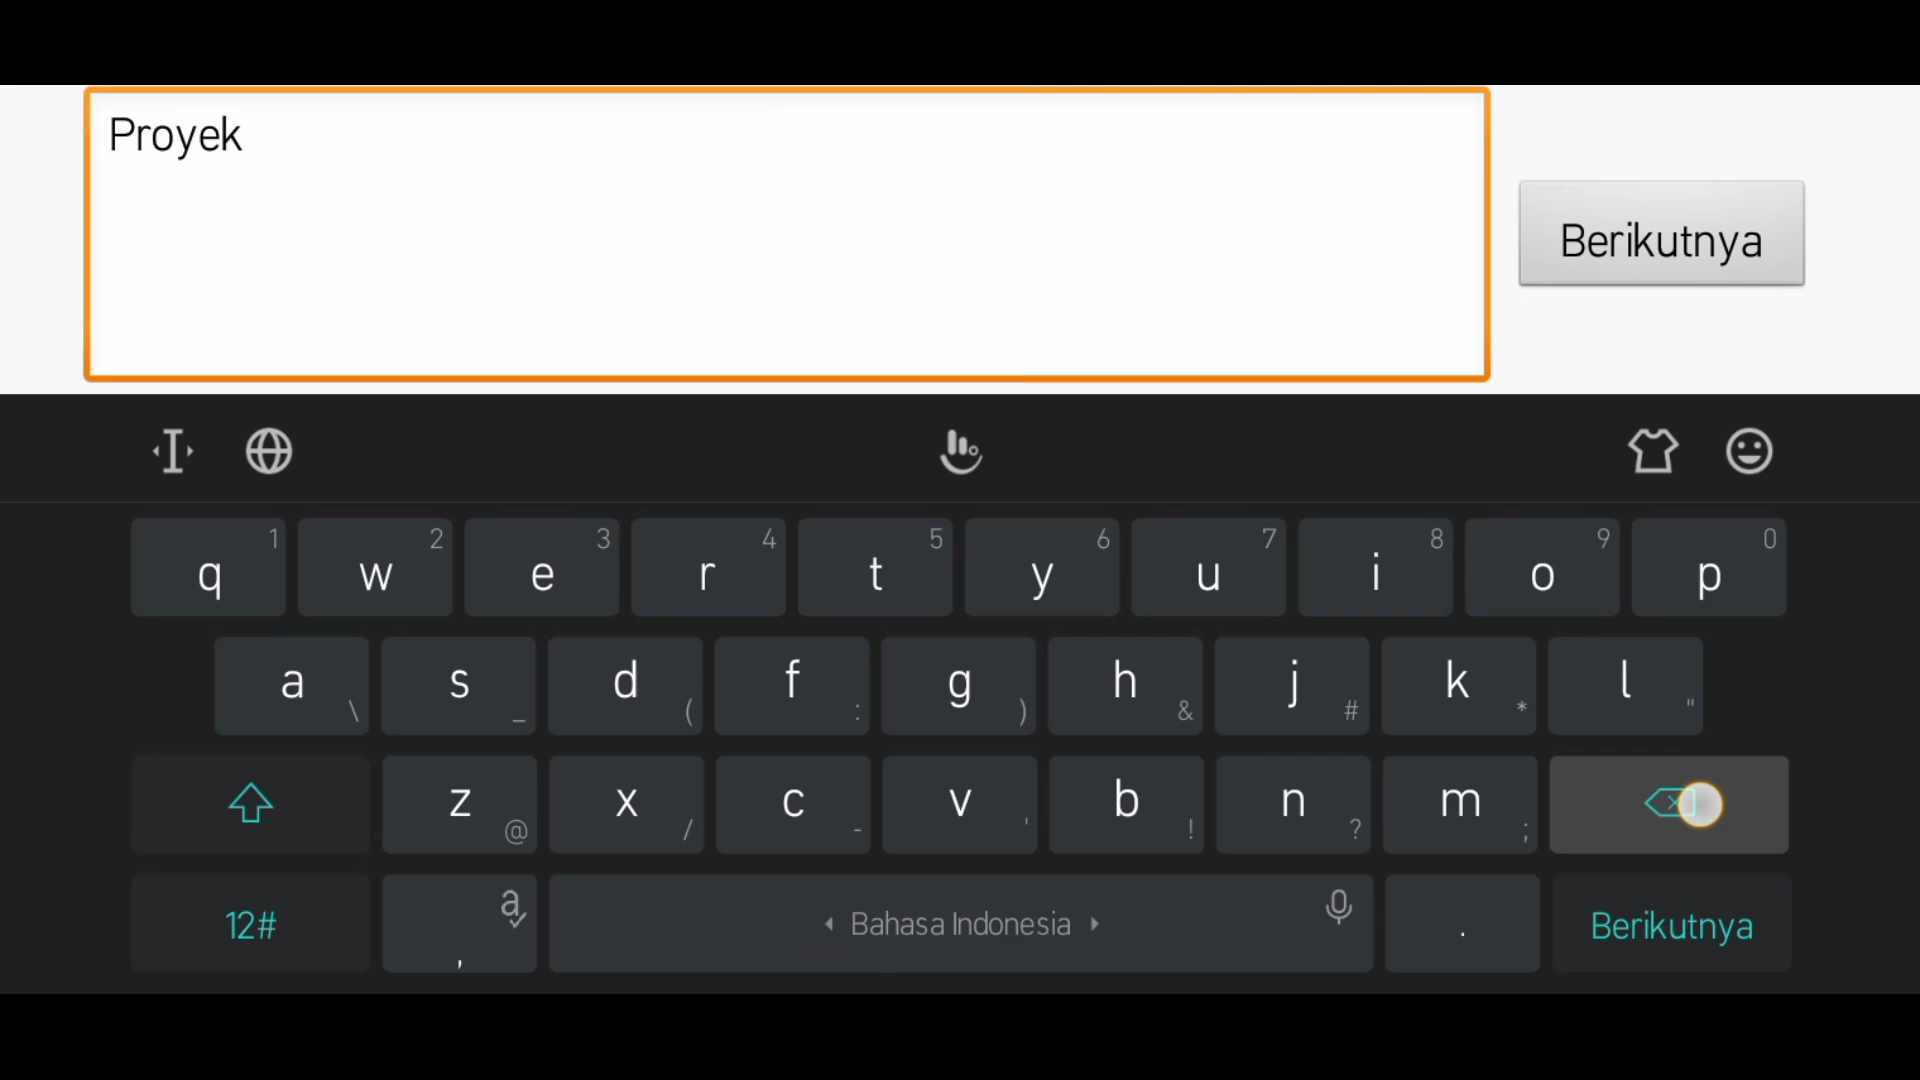 Proyek
Berikutnya
q 1 w 2 e 3 r 4 t 5 y 6 u 7 i 8 o 9 p 0
a \ s _ d ( f : g ) h & j # k * l "
z @ x / c - v ' b ! n ? m ;
12# , a Bahasa Indonesia . Berikutnya